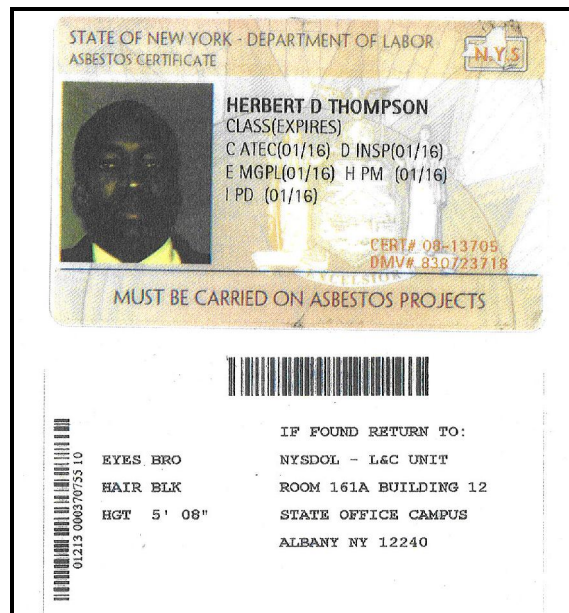 STATE OF NEW YORK - DEPARTMENT OF LABOR
ASBESTOS CERTIFICATE
N.Y.S
HERBERT D THOMPSON
CLASS(EXPIRES)
C ATEC(01/16) D INSP(01/16)
E MGPL(01/16) H PM (01/16)
I PD (01/16)
CERT# 08-13705
DMV# 830723718
EXCELSIOR
MUST BE CARRIED ON ASBESTOS PROJECTS
01213 000370755 10
IF FOUND RETURN TO:
EYES BRO NYSDOL - L&C UNIT
HAIR BLK ROOM 161A BUILDING 12
HGT 5' 08" STATE OFFICE CAMPUS
ALBANY NY 12240